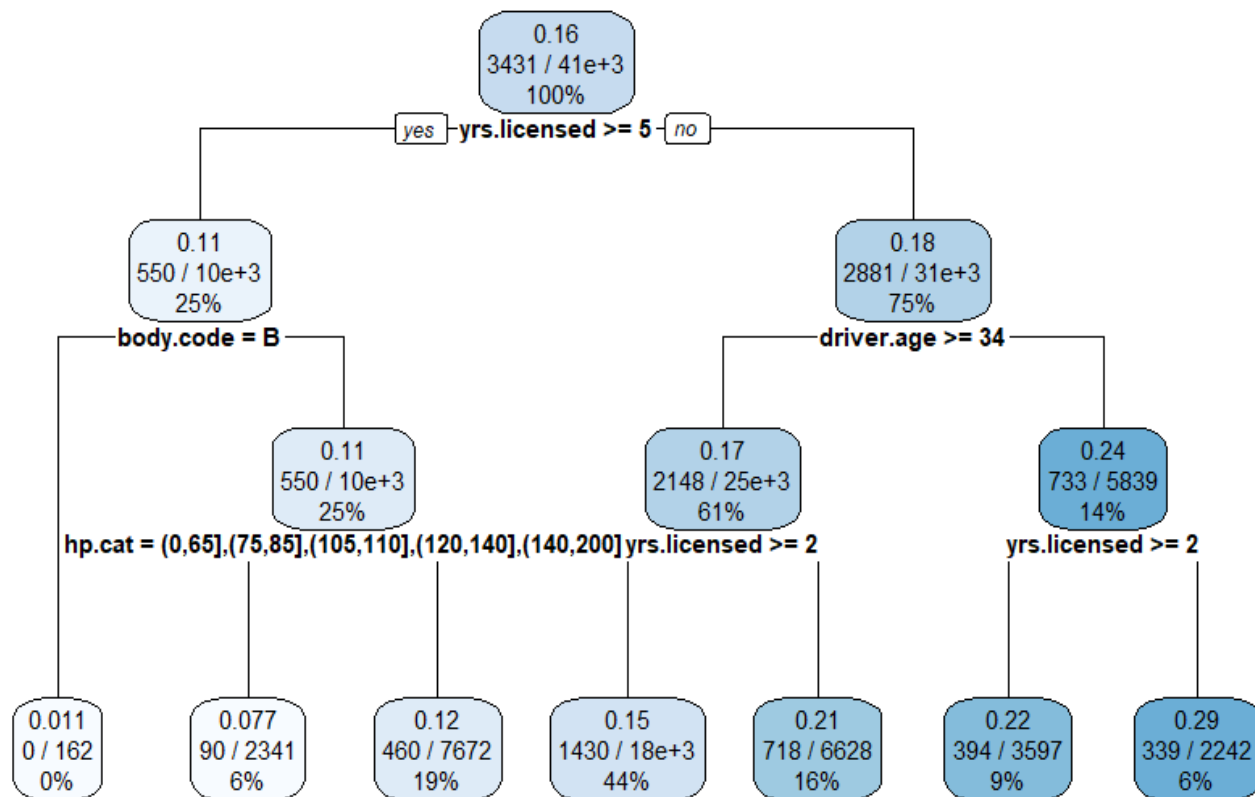 0.16
3431 / 41e+3
100%
yes yrs.licensed >= 5 no
0.11
550 / 10e+3
25%
0.18
2881 / 31e+3
75%
body.code = B
driver.age >= 34
0.11
550 / 10e+3
25%
0.17
2148 / 25e+3
61%
0.24
733 / 5839
14%
hp.cat = (0,65],(75,85],(105,110],(120,140],(140,200]
yrs.licensed >= 2
yrs.licensed >= 2
0.011
0 / 162
0%
0.077
90 / 2341
6%
0.12
460 / 7672
19%
0.15
1430 / 18e+3
44%
0.21
718 / 6628
16%
0.22
394 / 3597
9%
0.29
339 / 2242
6%